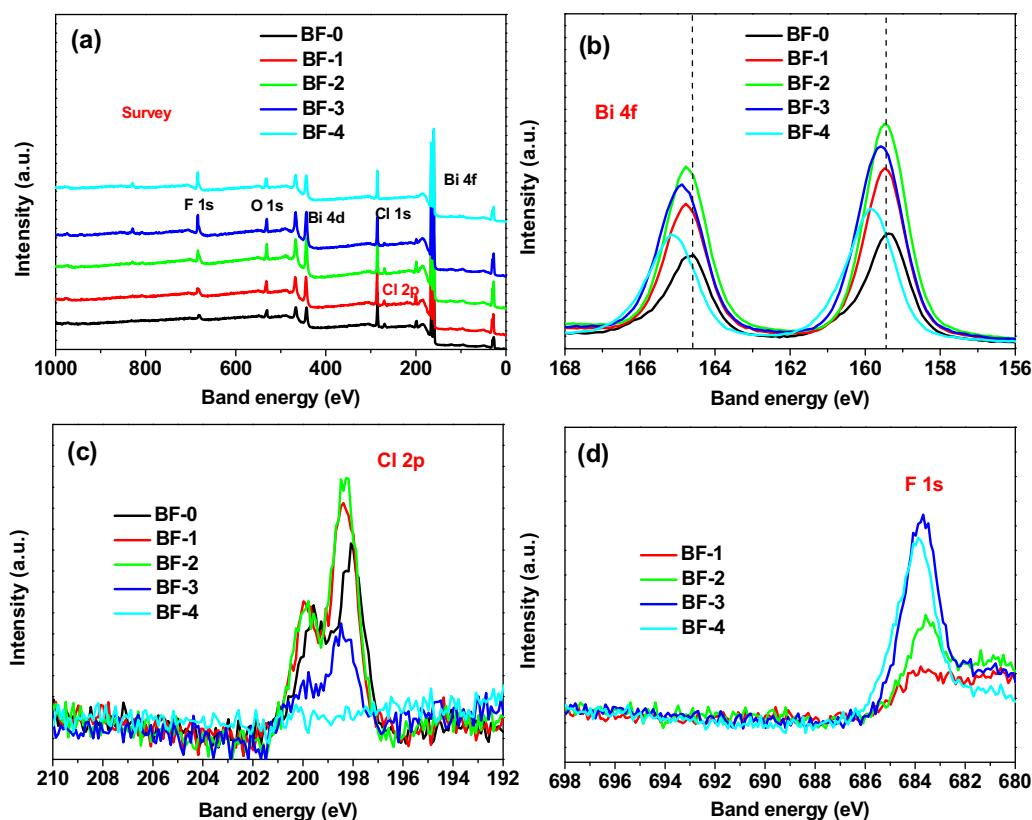 (a)
BF-0
BF-1
BF-2
BF-3
BF-4
Survey
F 1s
O 1s
Bi 4d
Cl 1s
Bi 4f
Cl 2p
Intensity (a.u.)
1000 800 600 400 200 0
Band energy (eV)
(b)
BF-0
BF-1
BF-2
BF-3
BF-4
Bi 4f
Intensity (a.u.)
168 166 164 162 160 158 156
Band energy (eV)
(c)
Cl 2p
BF-0
BF-1
BF-2
BF-3
BF-4
Intensity (a.u.)
210 208 206 204 202 200 198 196 194 192
Band energy (eV)
(d)
F 1s
BF-1
BF-2
BF-3
BF-4
Intensity (a.u.)
698 696 694 692 690 688 686 684 682 680
Band energy (eV)